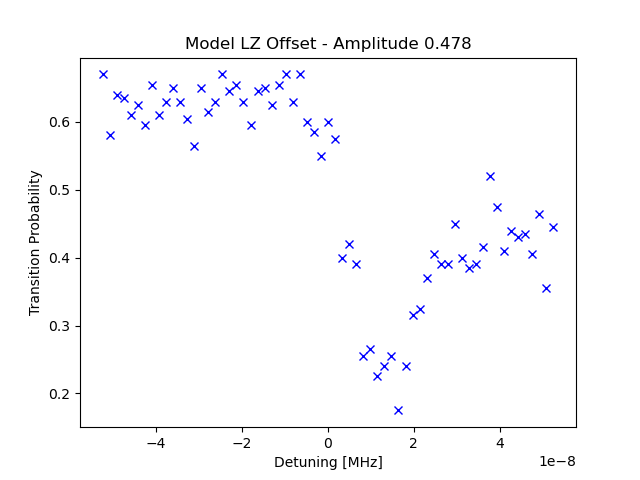 Model LZ Offset - Amplitude 0.478
Transition Probability
0.6
0.5
0.4
0.3
0.2
−4
−2
0
2
4
1e−8
Detuning [MHz]